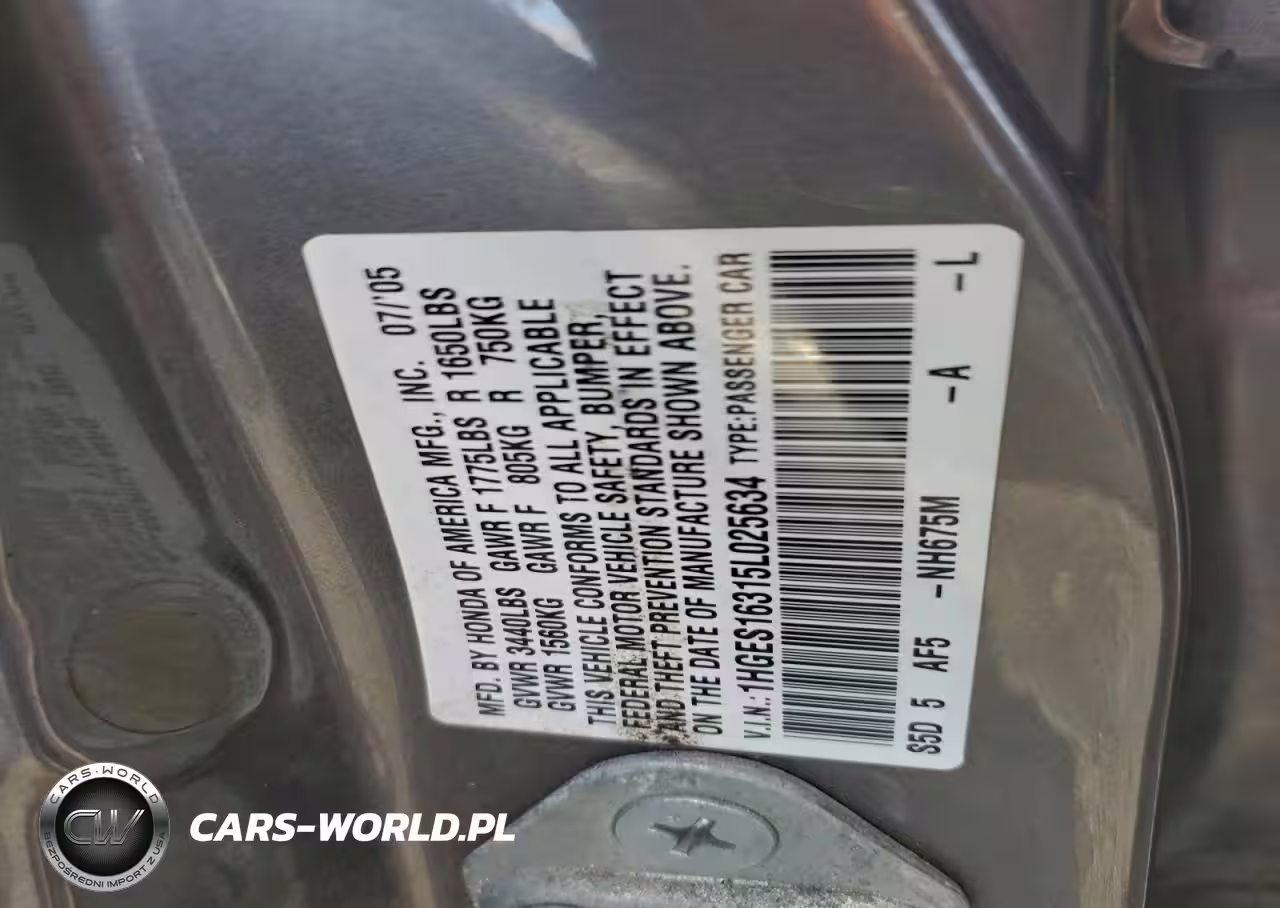 MFD. BY HONDA OF AMERICA MFG., INC. 07/'05
GVWR 3440LBS GAWR F 1775LBS R 1650LBS
GVWR 1560KG GAWR F 805KG R 750KG
THIS VEHICLE CONFORMS TO ALL APPLICABLE
FEDERAL MOTOR VEHICLE SAFETY, BUMPER,
AND THEFT PREVENTION STANDARDS IN EFFECT
ON THE DATE OF MANUFACTURE SHOWN ABOVE.
V.I.N.:1HGES16315L025634 TYPE:PASSENGER CAR
S5D 5 AF5 -NH675M -A -L
CARS-WORLD
CW
BEZPOŚREDNI IMPORT Z USA
CARS-WORLD.PL